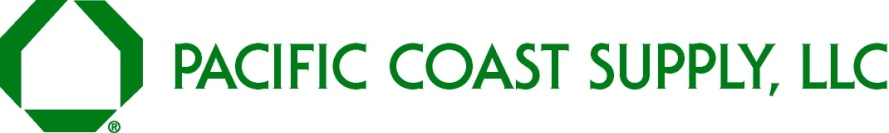 ® PACIFIC COAST SUPPLY, LLC